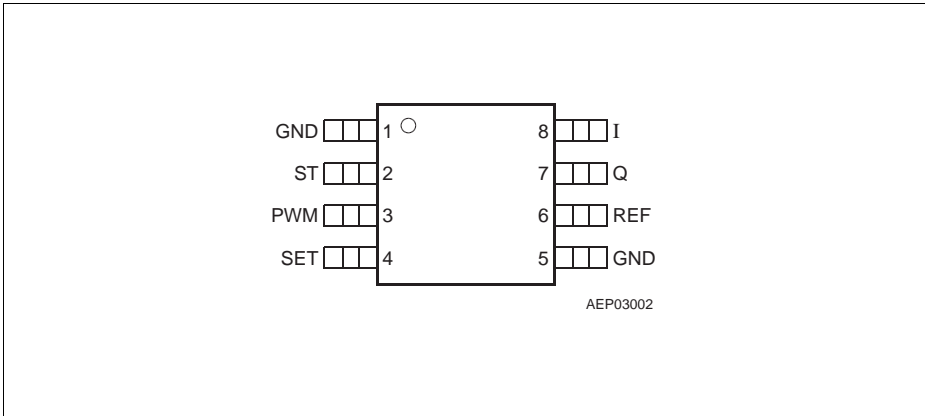 GND 1 8 I
ST 2 7 Q
PWM 3 6 REF
SET 4 5 GND
AEP03002